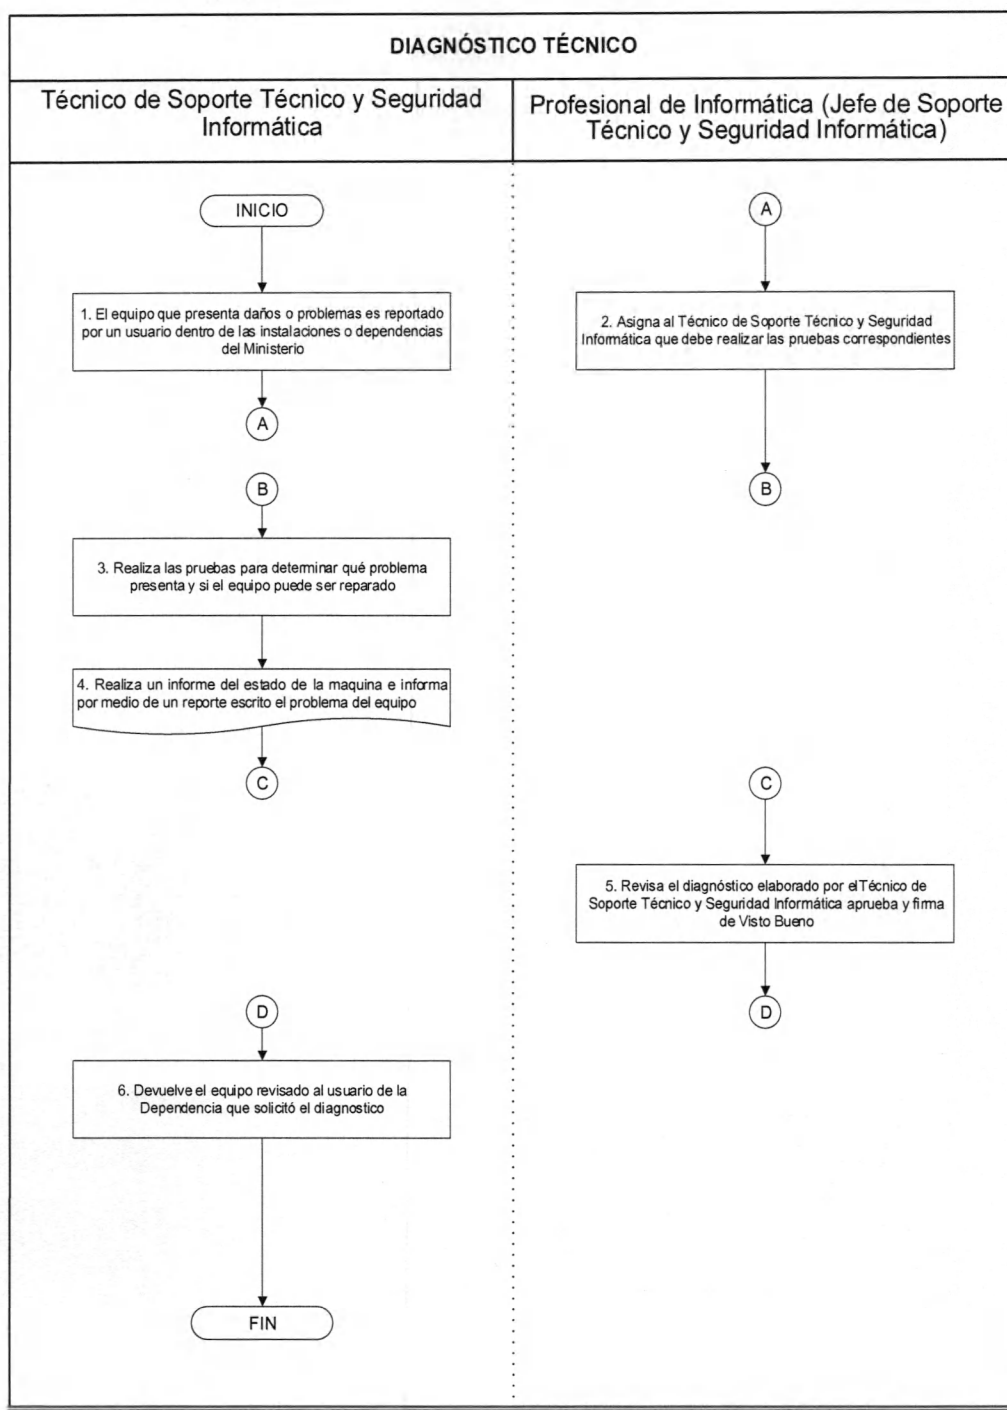 DIAGNÓSTICO TÉCNICO
Técnico de Soporte Técnico y Seguridad
Informática
Profesional de Informática (Jefe de Soporte
Técnico y Seguridad Informática)
INICIO
1. El equipo que presenta daños o problemas es reportado
por un usuario dentro de las instalaciones o dependencias
del Ministerio
A
A
2. Asigna al Técnico de Soporte Técnico y Seguridad
Informática que debe realizar las pruebas correspondientes
B
B
3. Realiza las pruebas para determinar qué problema
presenta y si el equipo puede ser reparado
4. Realiza un informe del estado de la maquina e informa
por medio de un reporte escrito el problema del equipo
C
C
5. Revisa el diagnóstico elaborado por el Técnico de
Soporte Técnico y Seguridad Informática aprueba y firma
de Visto Bueno
D
D
6. Devuelve el equipo revisado al usuario de la
Dependencia que solicitó el diagnostico
FIN